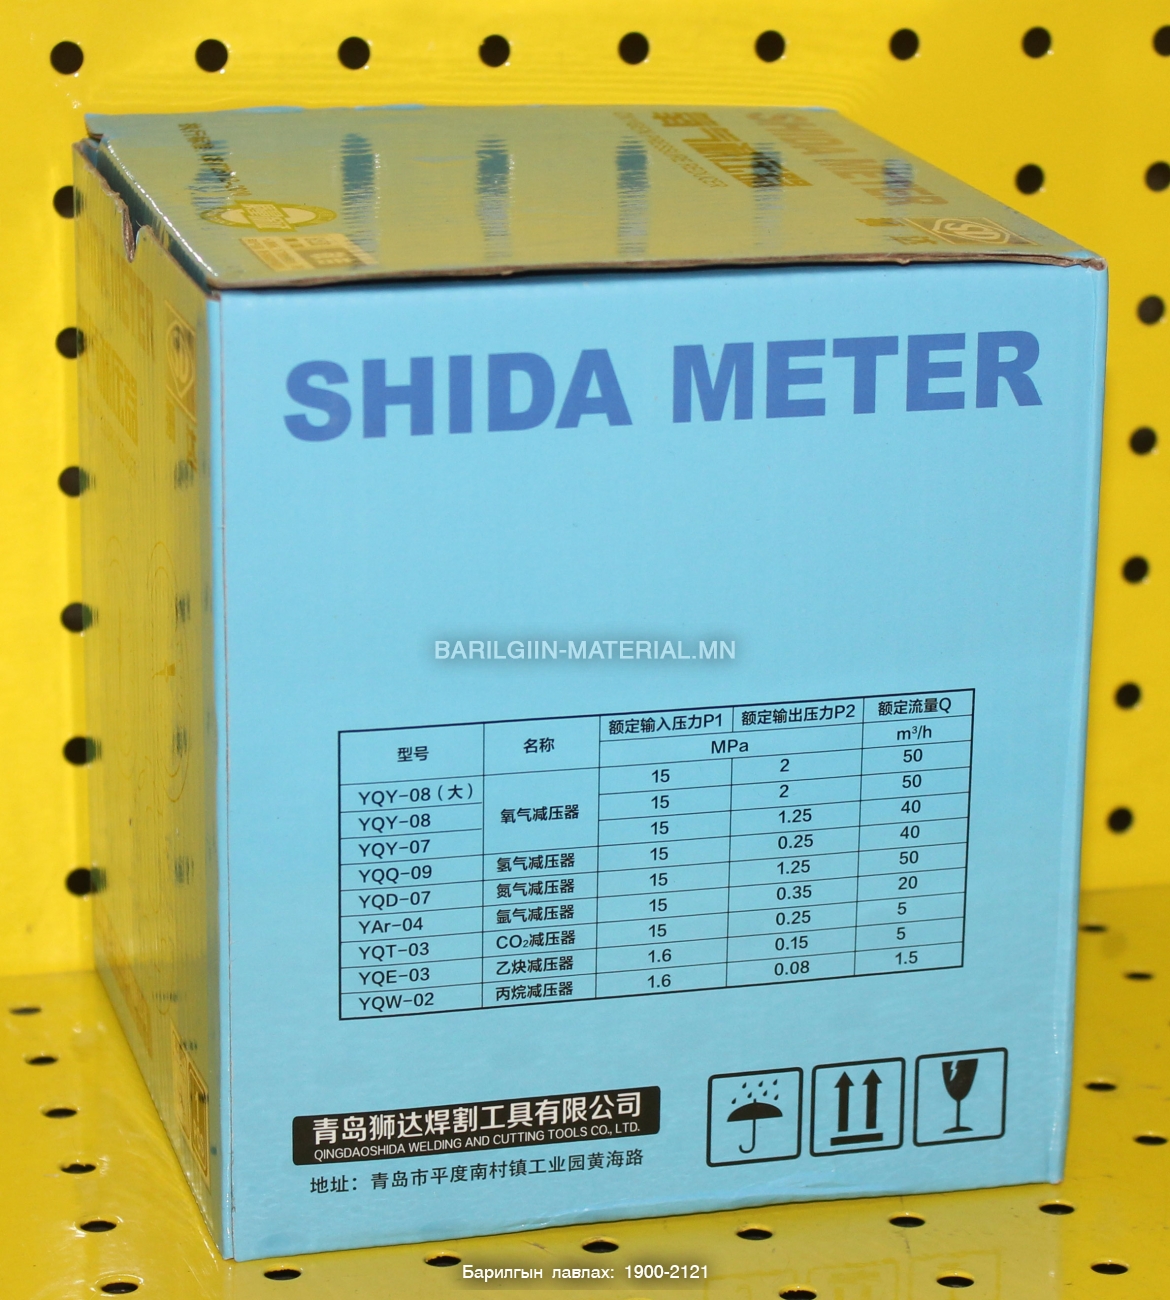 SHIDA METER
SHIDA METER
BARILGIIN-MATERIAL.MN
型号 名称 额定输入压力P1 额定输出压力P2 额定流量Q
MPa m³/h
YQY-08(大) 氧气减压器 15 2 50
YQY-08 15 2 50
YQY-07 15 1.25 40
YQQ-09 氢气减压器 15 0.25 40
YQD-07 氮气减压器 15 1.25 50
YAr-04 氩气减压器 15 0.35 20
YQT-03 CO₂减压器 15 0.25 5
YQE-03 乙炔减压器 1.6 0.15 5
YQW-02 丙烷减压器 1.6 0.08 1.5
青岛狮达焊割工具有限公司
QINGDAOSHIDA WELDING AND CUTTING TOOLS CO., LTD.
地址：青岛市平度南村镇工业园黄海路
Барилгын лавлах: 1900-2121